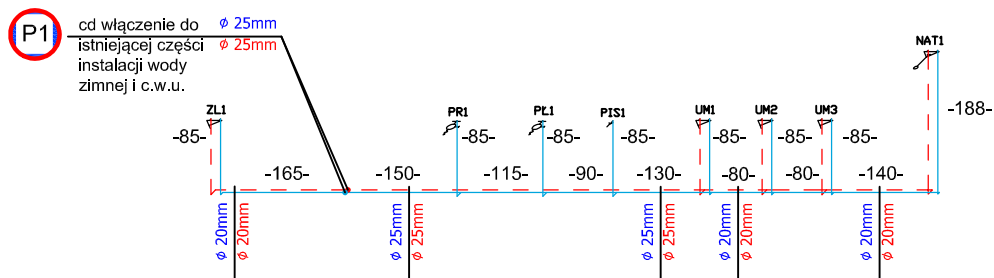 P1
cd włączenie do ϕ 25mm
istniejącej części ϕ 25mm
instalacji wody
zimnej i c.w.u.
NAT1
-188-
ZL1
-85-
PR1
-85-
PŁ1
-85-
PIS1
UM1
-85-
UM2
-85-
UM3
-85-
-165-
-150-
-115-
-90-
-130-
-80-
-80-
-140-
ϕ 20mm
ϕ 20mm
ϕ 25mm
ϕ 25mm
ϕ 25mm
ϕ 25mm
ϕ 20mm
ϕ 20mm
ϕ 20mm
ϕ 20mm